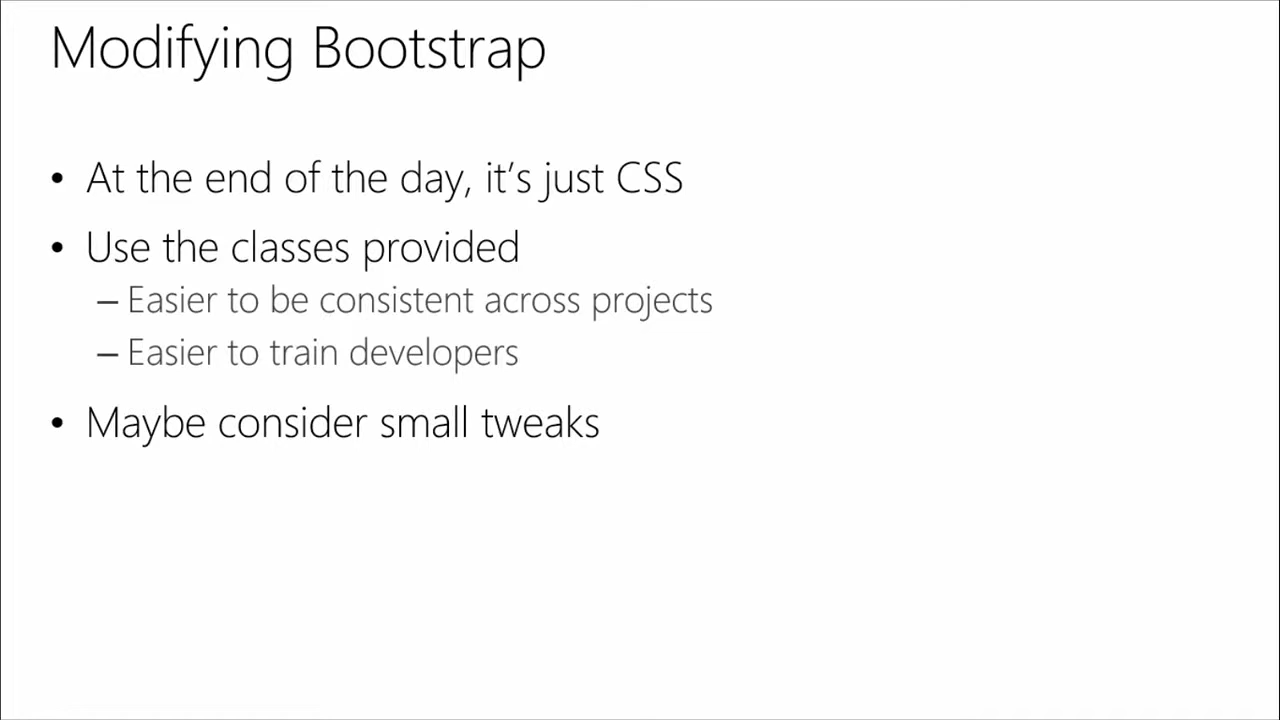 Modifying Bootstrap
• At the end of the day, it’s just CSS
• Use the classes provided
– Easier to be consistent across projects
– Easier to train developers
• Maybe consider small tweaks